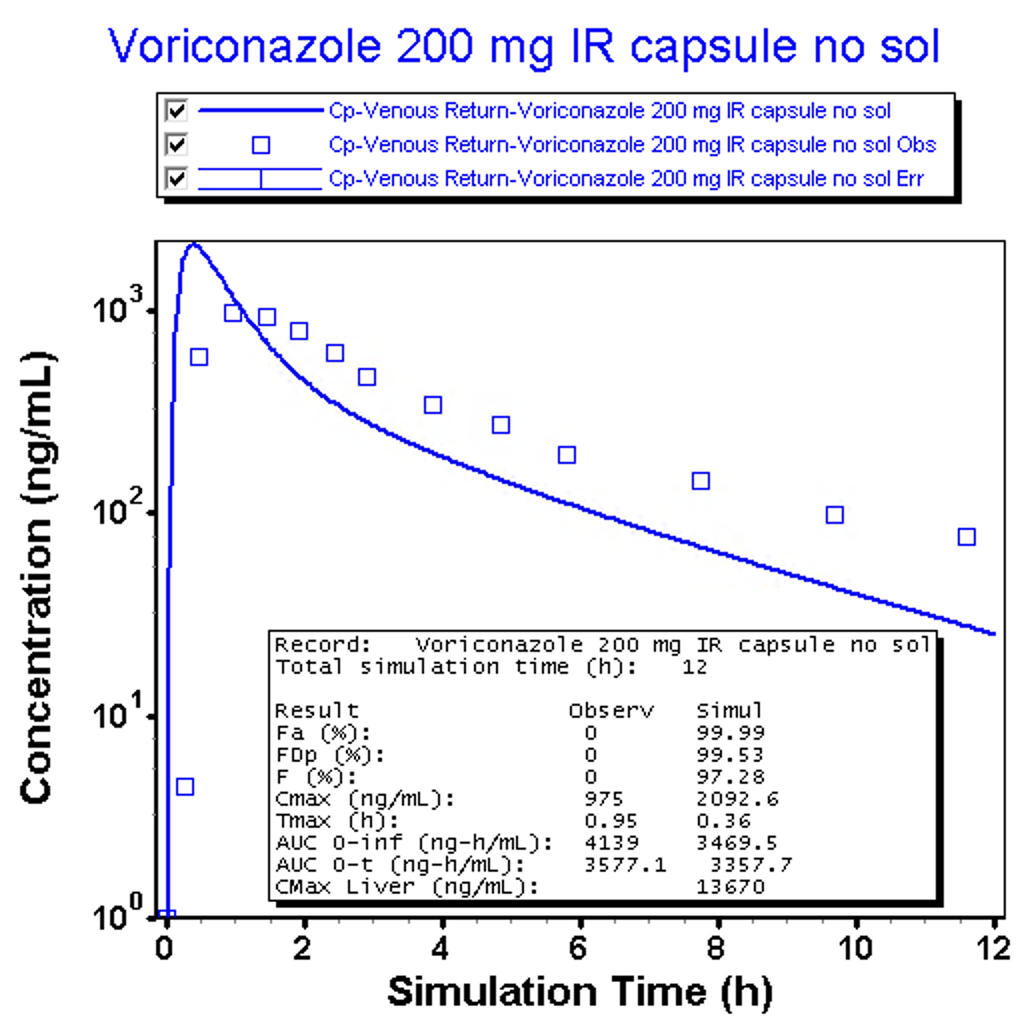 Voriconazole 200 mg IR capsule no sol
Cp-Venous Return-Voriconazole 200 mg IR capsule no sol
Cp-Venous Return-Voriconazole 200 mg IR capsule no sol Obs
Cp-Venous Return-Voriconazole 200 mg IR capsule no sol Err
Concentration (ng/mL)
10³
10²
10¹
10⁰
Record: Voriconazole 200 mg IR capsule no sol
Total simulation time (h): 12
Result Observ Simul
Fa (%): 0 99.99
FDp (%): 0 99.53
F (%): 0 97.28
Cmax (ng/mL): 975 2092.6
Tmax (h): 0.95 0.36
AUC 0-inf (ng-h/mL): 4139 3469.5
AUC 0-t (ng-h/mL): 3577.1 3357.7
CMax Liver (ng/mL): 13670
0 2 4 6 8 10 12
Simulation Time (h)